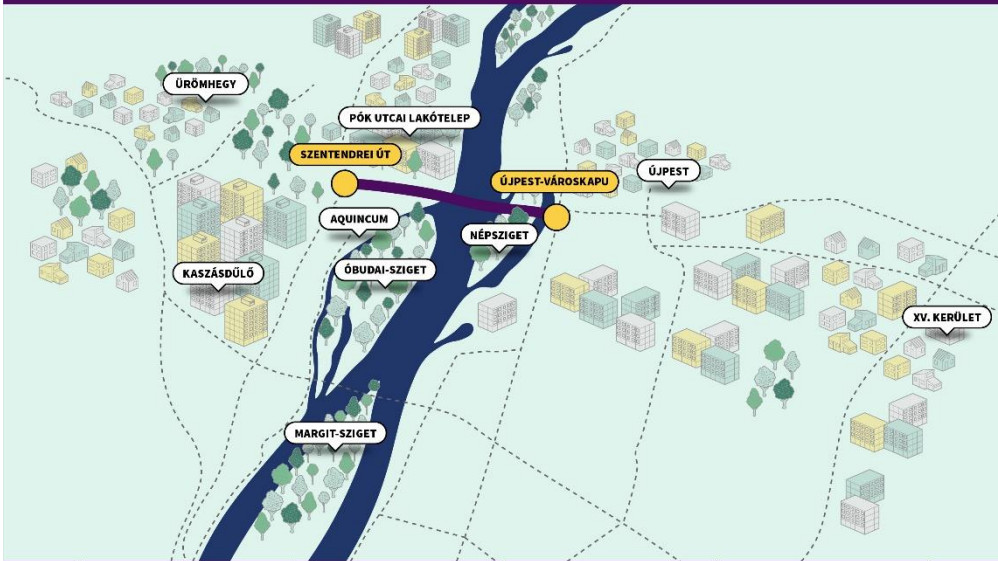 ÜRÖMHEGY
PÓK UTCAI LAKÓTELEP
SZENTENDREI ÚT
ÚJPEST
ÚJPEST-VÁROSKAPU
AQUINCUM
NÉPSZIGET
KASZÁSDŰLŐ
ÓBUDAI-SZIGET
XV. KERÜLET
MARGIT-SZIGET